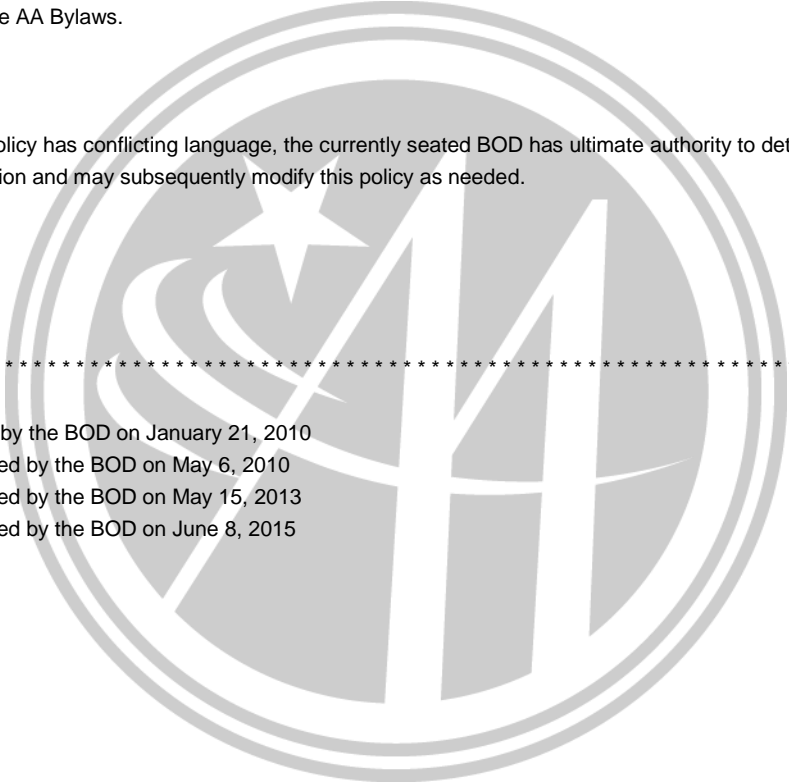 e AA Bylaws.
olicy has conflicting language, the currently seated BOD has ultimate authority to det
ion and may subsequently modify this policy as needed.
* * * * * * * * * * * * * * * * * * * * * * * * * * * * * * * * * * * * * * * * * * * * * * * * * * * * * * *
by the BOD on January 21, 2010
ed by the BOD on May 6, 2010
ed by the BOD on May 15, 2013
ed by the BOD on June 8, 2015